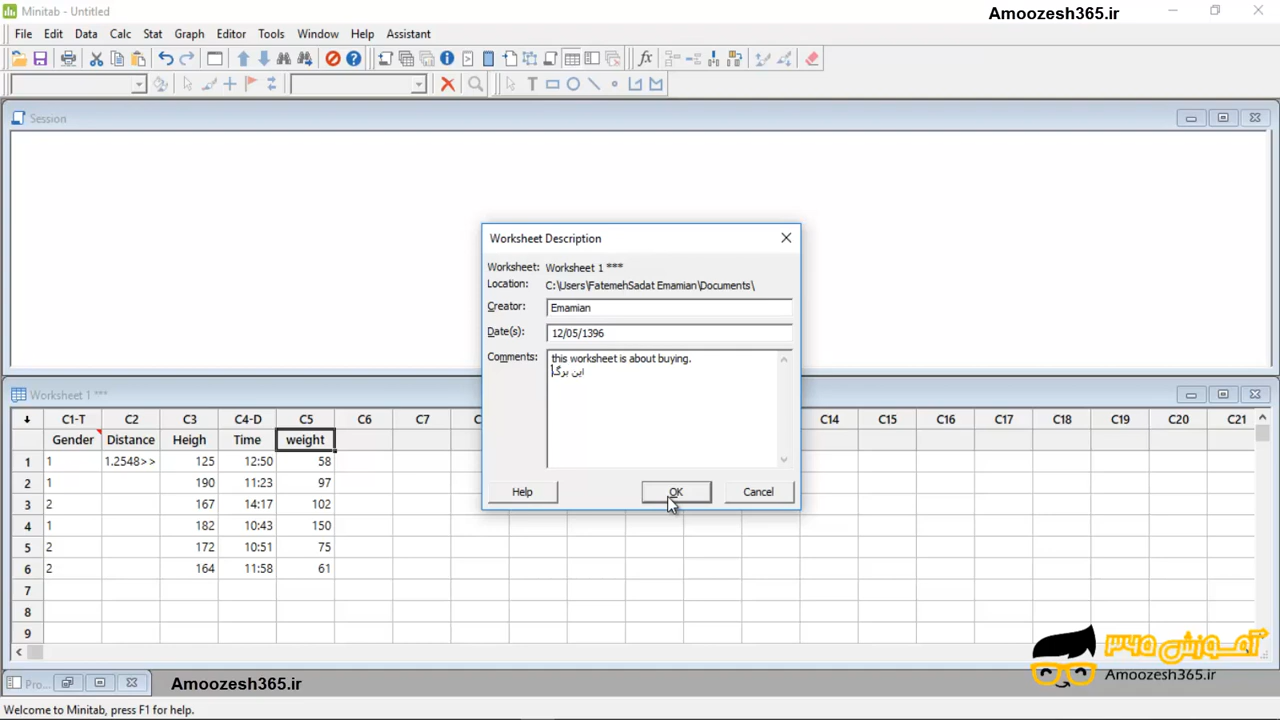 Minitab - Untitled
Amoozesh365.ir
File Edit Data Calc Stat Graph Editor Tools Window Help Assistant
Session
Worksheet Description
Worksheet: Worksheet 1 ***
Location: C:\Users\FatemehSadat Emamian\Documents\
Creator: Emamian
Date(s): 12/05/1396
Comments: this worksheet is about buying.
این برگ
Help OK Cancel
Worksheet 1 ***
C1-T C2 C3 C4-D C5 C6 C7 C14 C15 C16 C17 C18 C19 C20 C21
Gender Distance Heigh Time weight
1 1 1.2548>> 125 12:50 58
2 1 190 11:23 97
3 2 167 14:17 102
4 1 182 10:43 150
5 2 172 10:51 75
6 2 164 11:58 61
7
8
9
آموزش ۳۶۵
Amoozesh365.ir
Pro...
Amoozesh365.ir
Welcome to Minitab, press F1 for help.